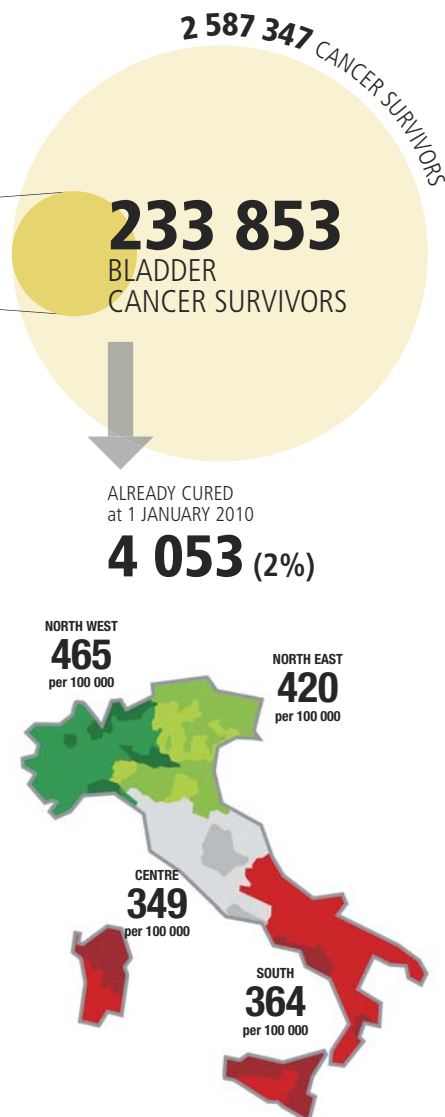 2 587 347 CANCER SURVIVORS
233 853
BLADDER
CANCER SURVIVORS
ALREADY CURED
at 1 JANUARY 2010
4 053 (2%)
NORTH WEST
465
per 100 000
NORTH EAST
420
per 100 000
CENTRE
349
per 100 000
SOUTH
364
per 100 000